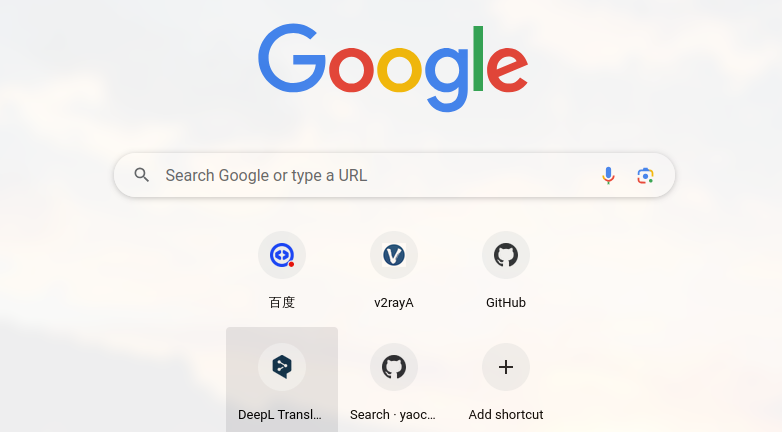 Google
Search Google or type a URL
百度
v2rayA
GitHub
DeepL Transl...
Search · yaoc...
Add shortcut